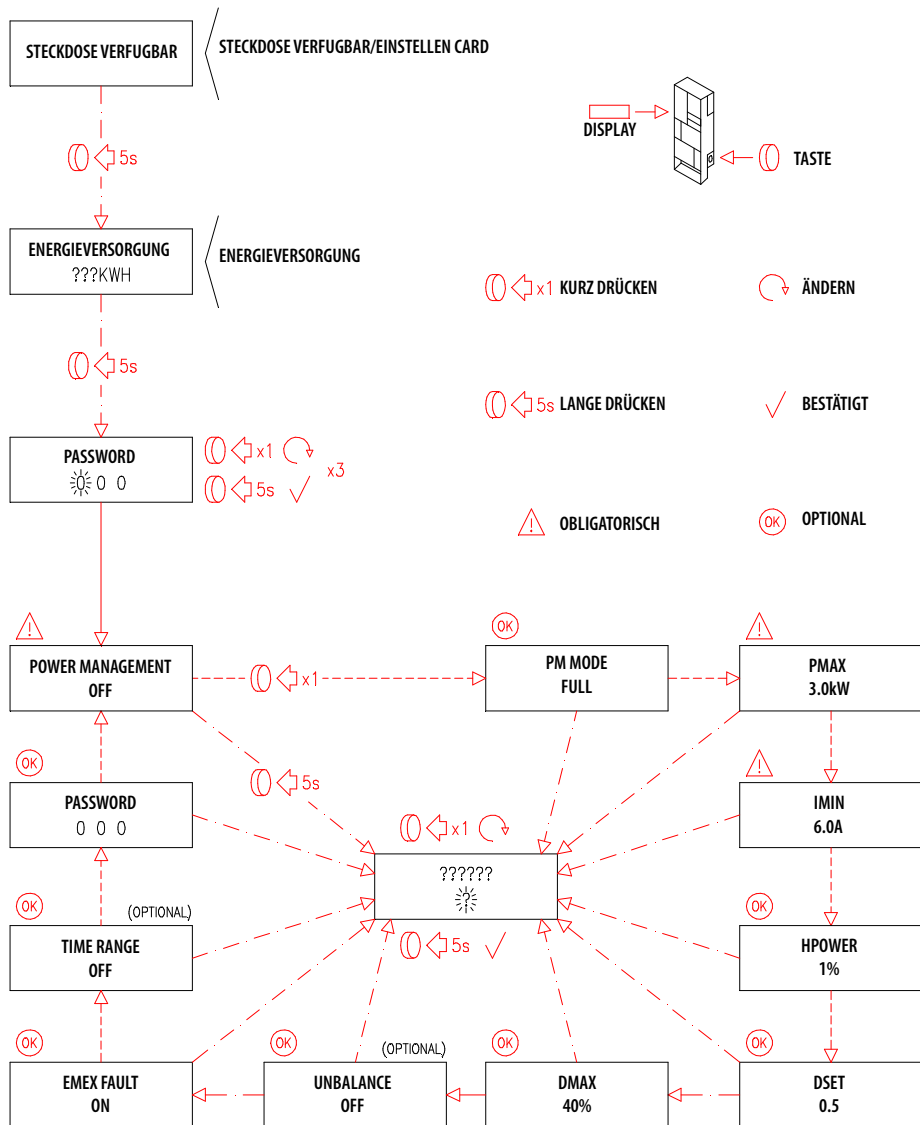 STECKDOSE VERFUGBAR
STECKDOSE VERFUGBAR/EINSTELLEN CARD
DISPLAY
TASTE
5s
ENERGIEVERSORGUNG
???KWH
ENERGIEVERSORGUNG
x1 KURZ DRÜCKEN
ÄNDERN
5s
5s LANGE DRÜCKEN
BESTÄTIGT
PASSWORD
0 0 0
x1
5s
x3
OBLIGATORISCH
OK OPTIONAL
POWER MANAGEMENT
OFF
x1
OK
PM MODE
FULL
PMAX
3.0kW
OK
PASSWORD
0 0 0
5s
IMIN
6.0A
x1
??????
?
5s
OK
(OPTIONAL)
TIME RANGE
OFF
OK
HPOWER
1%
OK
EMEX FAULT
ON
OK
(OPTIONAL)
UNBALANCE
OFF
OK
DMAX
40%
OK
DSET
0.5